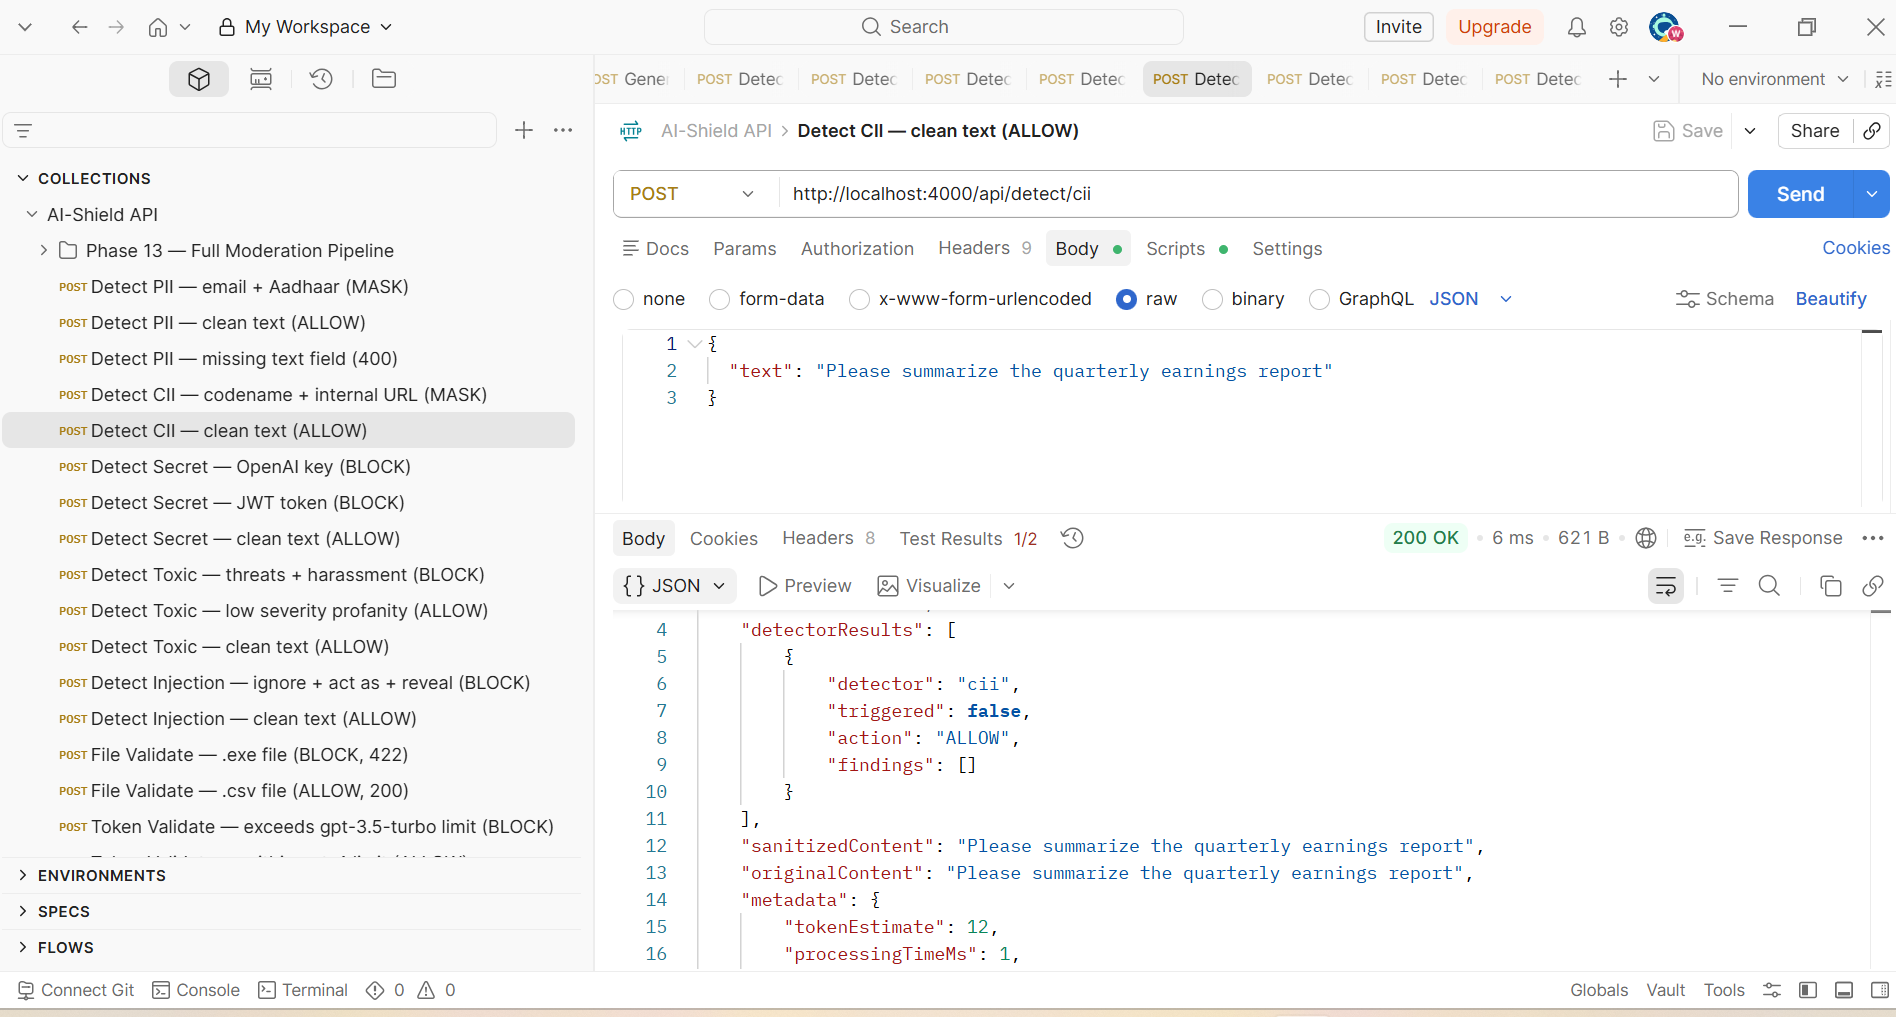 My Workspace
Search
Invite
Upgrade
W
POST Detec
POST Detec
POST Detec
POST Detec
POST Detec
POST Detec
POST Detec
POST Detec
No environment
HTTP AI-Shield API > Detect CII — clean text (ALLOW)
Save
Share
COLLECTIONS
AI-Shield API
Phase 13 — Full Moderation Pipeline
POST Detect PII — email + Aadhaar (MASK)
POST Detect PII — clean text (ALLOW)
POST Detect PII — missing text field (400)
POST Detect CII — codename + internal URL (MASK)
POST Detect CII — clean text (ALLOW)
POST Detect Secret — OpenAI key (BLOCK)
POST Detect Secret — JWT token (BLOCK)
POST Detect Secret — clean text (ALLOW)
POST Detect Toxic — threats + harassment (BLOCK)
POST Detect Toxic — low severity profanity (ALLOW)
POST Detect Toxic — clean text (ALLOW)
POST Detect Injection — ignore + act as + reveal (BLOCK)
POST Detect Injection — clean text (ALLOW)
POST File Validate — .exe file (BLOCK, 422)
POST File Validate — .csv file (ALLOW, 200)
POST Token Validate — exceeds gpt-3.5-turbo limit (BLOCK)
ENVIRONMENTS
SPECS
FLOWS
POST
http://localhost:4000/api/detect/cii
Send
Docs Params Authorization Headers 9 Body Scripts Settings
Cookies
none form-data x-www-form-urlencoded raw binary GraphQL JSON
Schema Beautify
1 {
2 "text": "Please summarize the quarterly earnings report"
3 }
Body Cookies Headers 8 Test Results 1/2
200 OK • 6 ms • 621 B
e.g. Save Response
{} JSON Preview Visualize
4 "detectorResults": [
5 {
6 "detector": "cii",
7 "triggered": false,
8 "action": "ALLOW",
9 "findings": []
10 }
11 ],
12 "sanitizedContent": "Please summarize the quarterly earnings report",
13 "originalContent": "Please summarize the quarterly earnings report",
14 "metadata": {
15 "tokenEstimate": 12,
16 "processingTimeMs": 1,
Connect Git Console Terminal 0 0
Globals Vault Tools